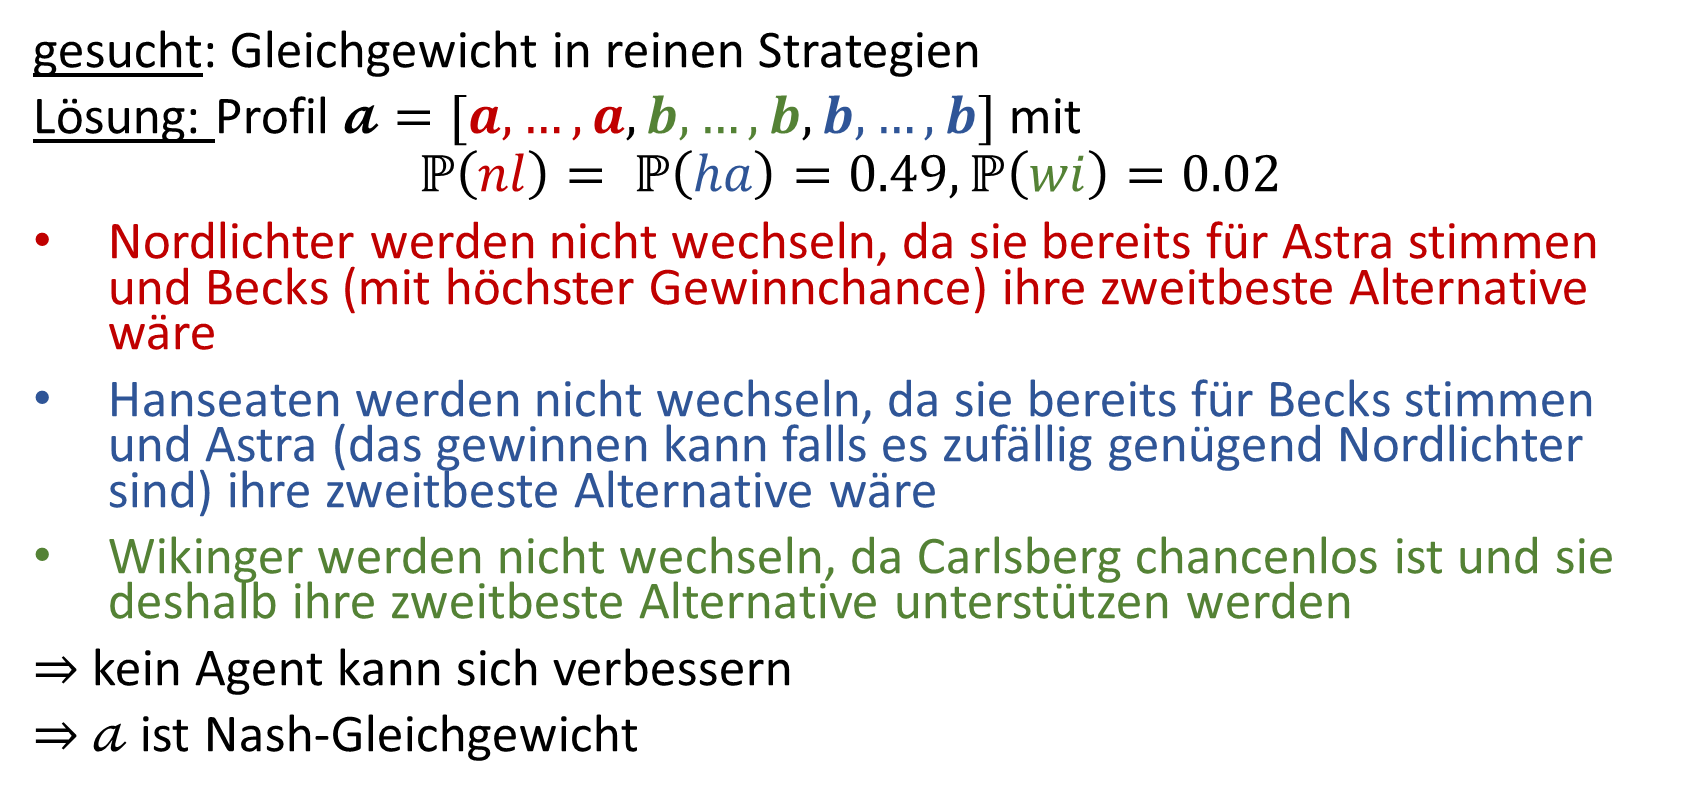 gesucht: Gleichgewicht in reinen Strategien
Lösung: Profil 𝒂 = [𝒂, … , 𝒂, 𝒃, … , 𝒃, 𝒃, … , 𝒃] mit
ℙ(𝑛𝑙) = ℙ(ℎ𝑎) = 0.49, ℙ(𝑤𝑖) = 0.02
• Nordlichter werden nicht wechseln, da sie bereits für Astra stimmen
und Becks (mit höchster Gewinnchance) ihre zweitbeste Alternative
wäre
• Hanseaten werden nicht wechseln, da sie bereits für Becks stimmen
und Astra (das gewinnen kann falls es zufällig genügend Nordlichter
sind) ihre zweitbeste Alternative wäre
• Wikinger werden nicht wechseln, da Carlsberg chancenlos ist und sie
deshalb ihre zweitbeste Alternative unterstützen werden
⇒ kein Agent kann sich verbessern
⇒ 𝒶 ist Nash-Gleichgewicht